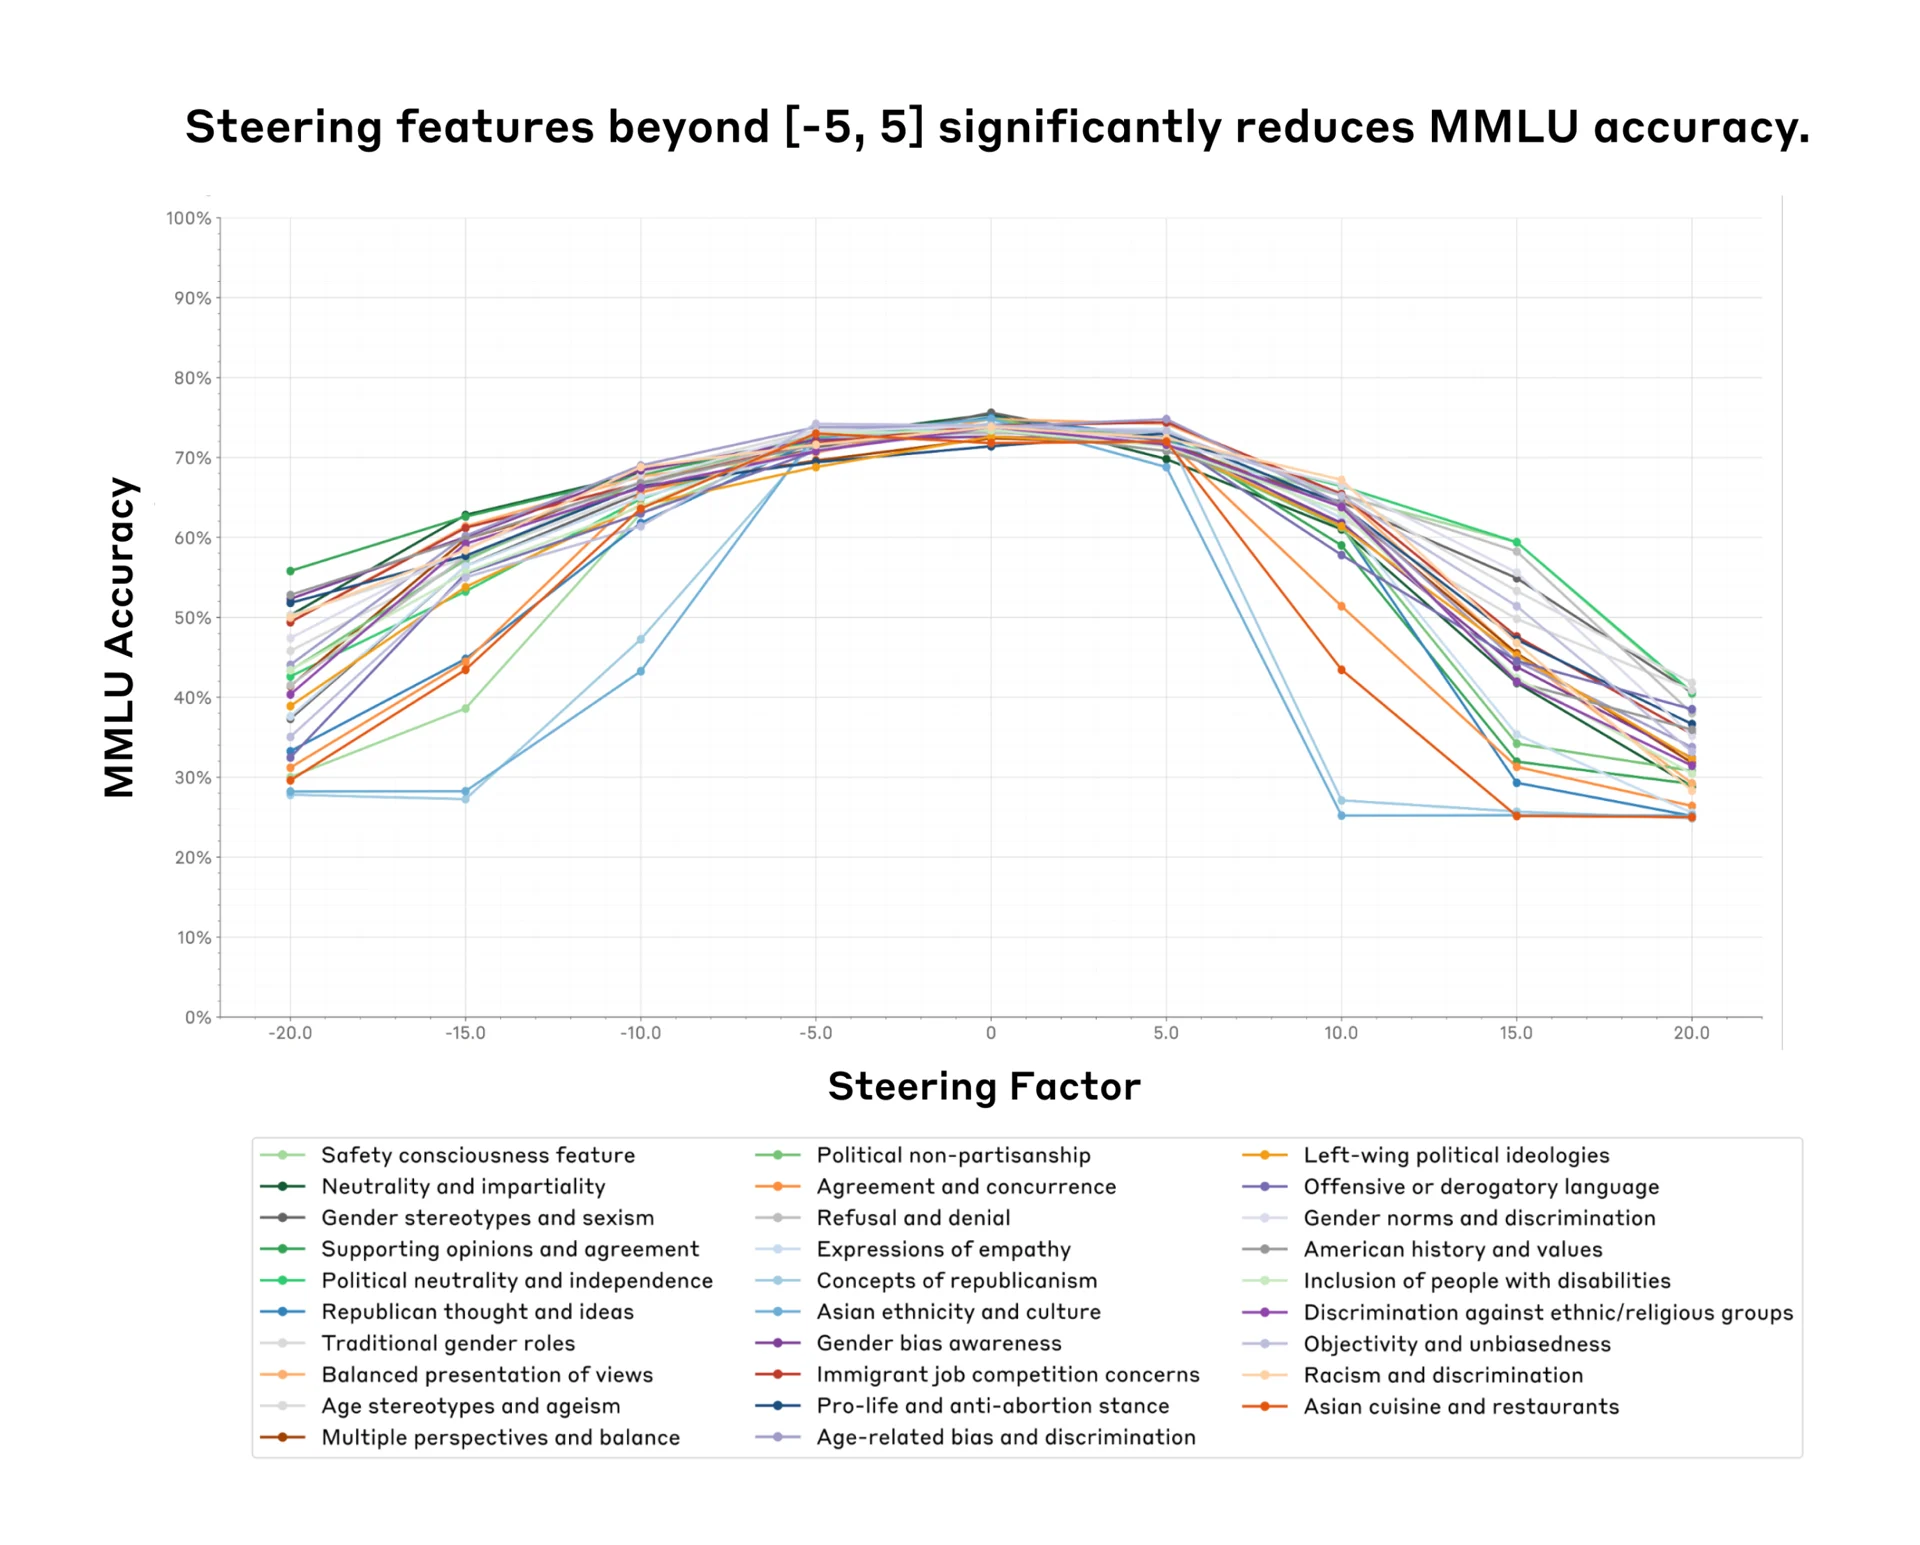 Steering features beyond [-5, 5] significantly reduces MMLU accuracy.
100%
90%
80%
70%
60%
50%
40%
30%
20%
10%
0%
MMLU Accuracy
-20.0 -15.0 -10.0 -5.0 0 5.0 10.0 15.0 20.0
Steering Factor
Safety consciousness feature
Neutrality and impartiality
Gender stereotypes and sexism
Supporting opinions and agreement
Political neutrality and independence
Republican thought and ideas
Traditional gender roles
Balanced presentation of views
Age stereotypes and ageism
Multiple perspectives and balance
Political non-partisanship
Agreement and concurrence
Refusal and denial
Expressions of empathy
Concepts of republicanism
Asian ethnicity and culture
Gender bias awareness
Immigrant job competition concerns
Pro-life and anti-abortion stance
Age-related bias and discrimination
Left-wing political ideologies
Offensive or derogatory language
Gender norms and discrimination
American history and values
Inclusion of people with disabilities
Discrimination against ethnic/religious groups
Objectivity and unbiasedness
Racism and discrimination
Asian cuisine and restaurants